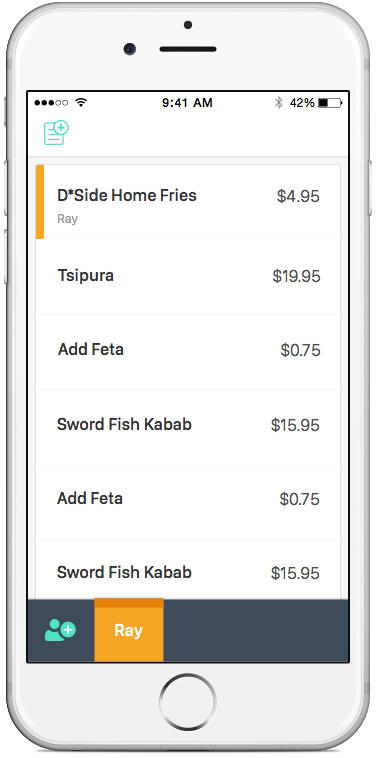 9:41 AM 42%
D*Side Home Fries $4.95
Ray
Tsipura $19.95
Add Feta $0.75
Sword Fish Kabab $15.95
Add Feta $0.75
Sword Fish Kabab $15.95
Ray